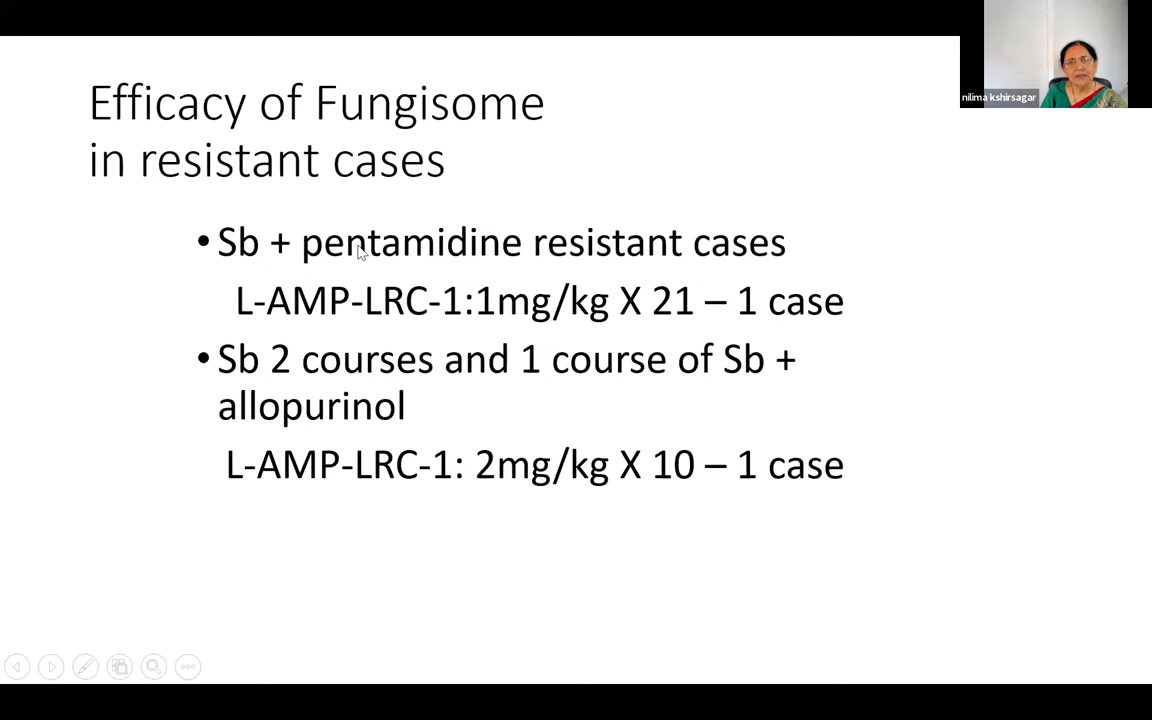 Efficacy of Fungisome
in resistant cases
• Sb + pentamidine resistant cases
L-AMP-LRC-1:1mg/kg X 21 – 1 case
• Sb 2 courses and 1 course of Sb +
allopurinol
L-AMP-LRC-1: 2mg/kg X 10 – 1 case
nilima kshirsagar